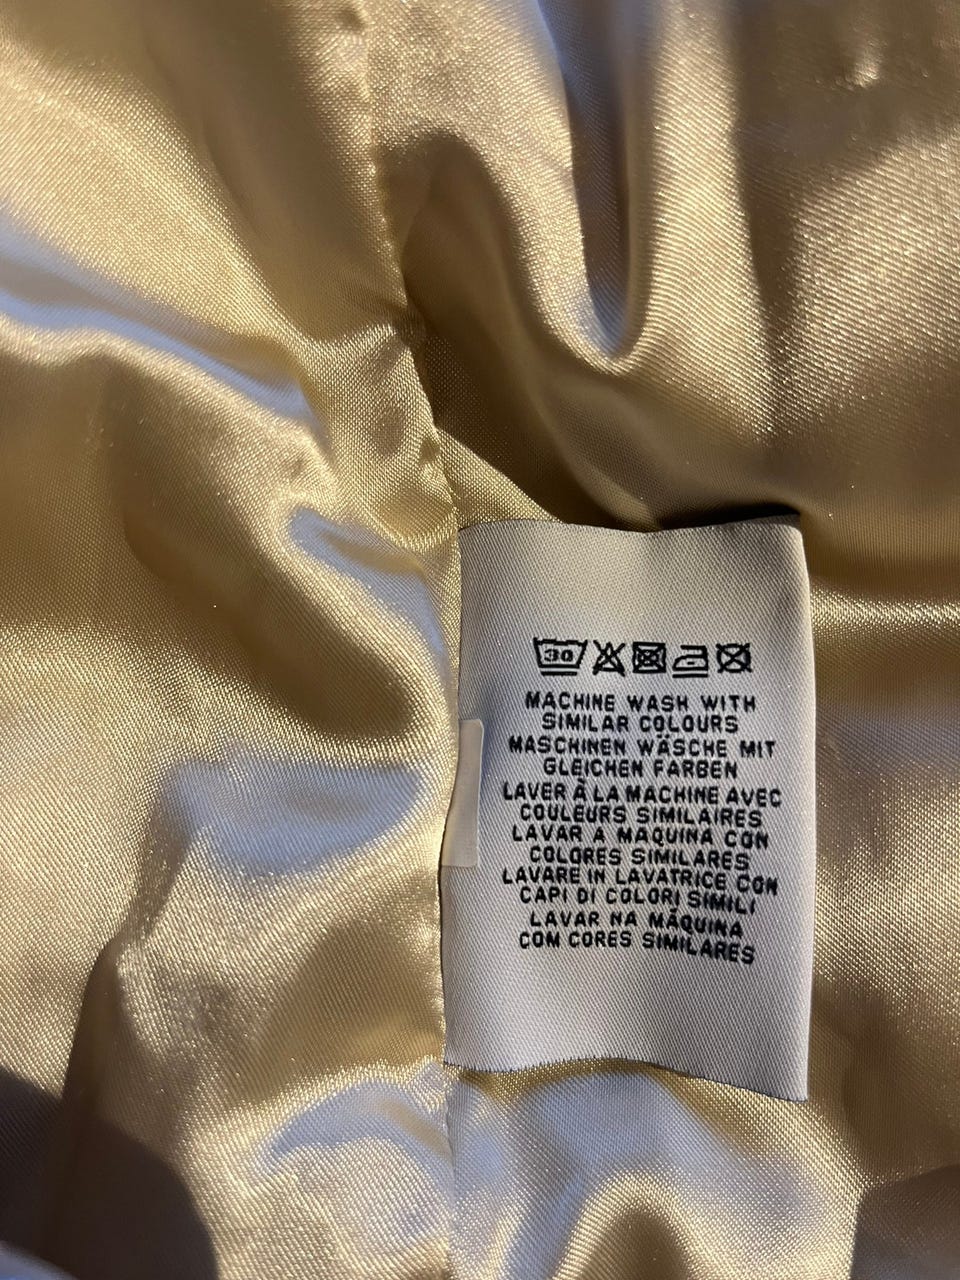 30
MACHINE WASH WITH
SIMILAR COLOURS
MASCHINEN WÄSCHE MIT
GLEICHEN FARBEN
LAVER À LA MACHINE AVEC
COULEURS SIMILAIRES
LAVAR A MAQUINA CON
COLORES SIMILARES
LAVARE IN LAVATRICE CON
CAPI DI COLORI SIMILI
LAVAR NA MÃQUINA
COM CORES SIMILARES